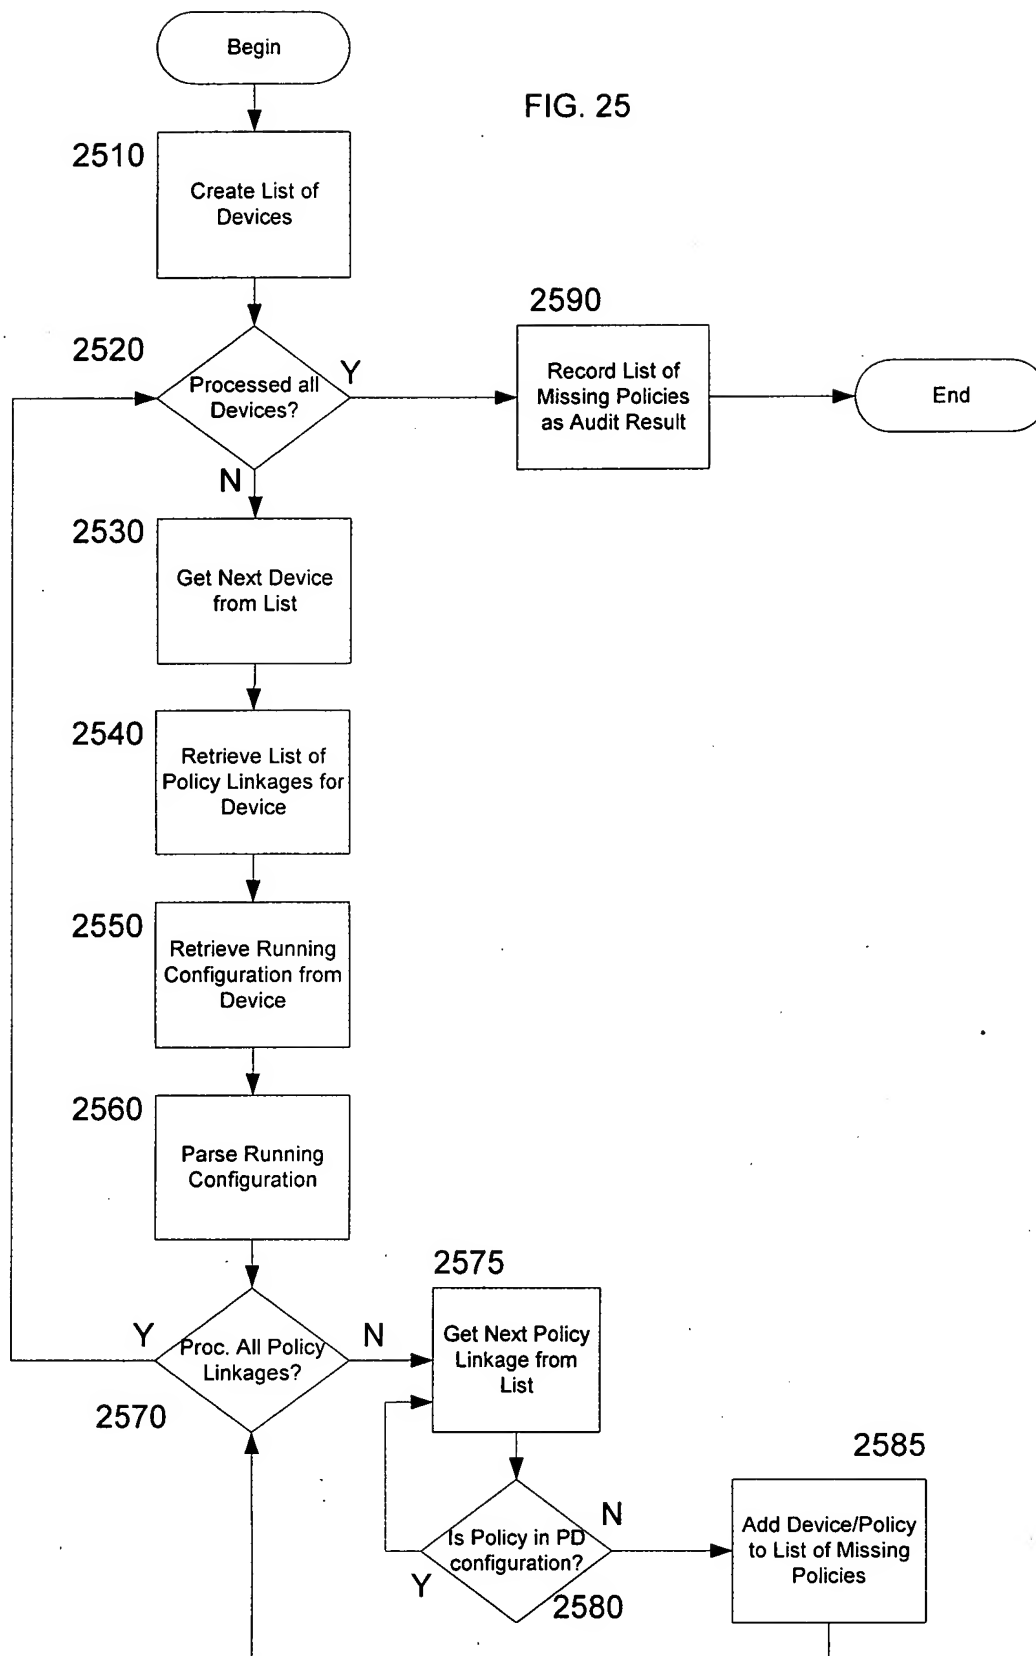 Begin
FIG. 25
2510
Create List of
Devices
2520
Processed all
Devices?
Y
N
2590
Record List of
Missing Policies
as Audit Result
End
2530
Get Next Device
from List
2540
Retrieve List of
Policy Linkages for
Device
2550
Retrieve Running
Configuration from
Device
2560
Parse Running
Configuration
Y
Proc. All Policy
Linkages?
N
2570
2575
Get Next Policy
Linkage from
List
Is Policy in PD
configuration?
Y
N
2580
2585
Add Device/Policy
to List of Missing
Policies